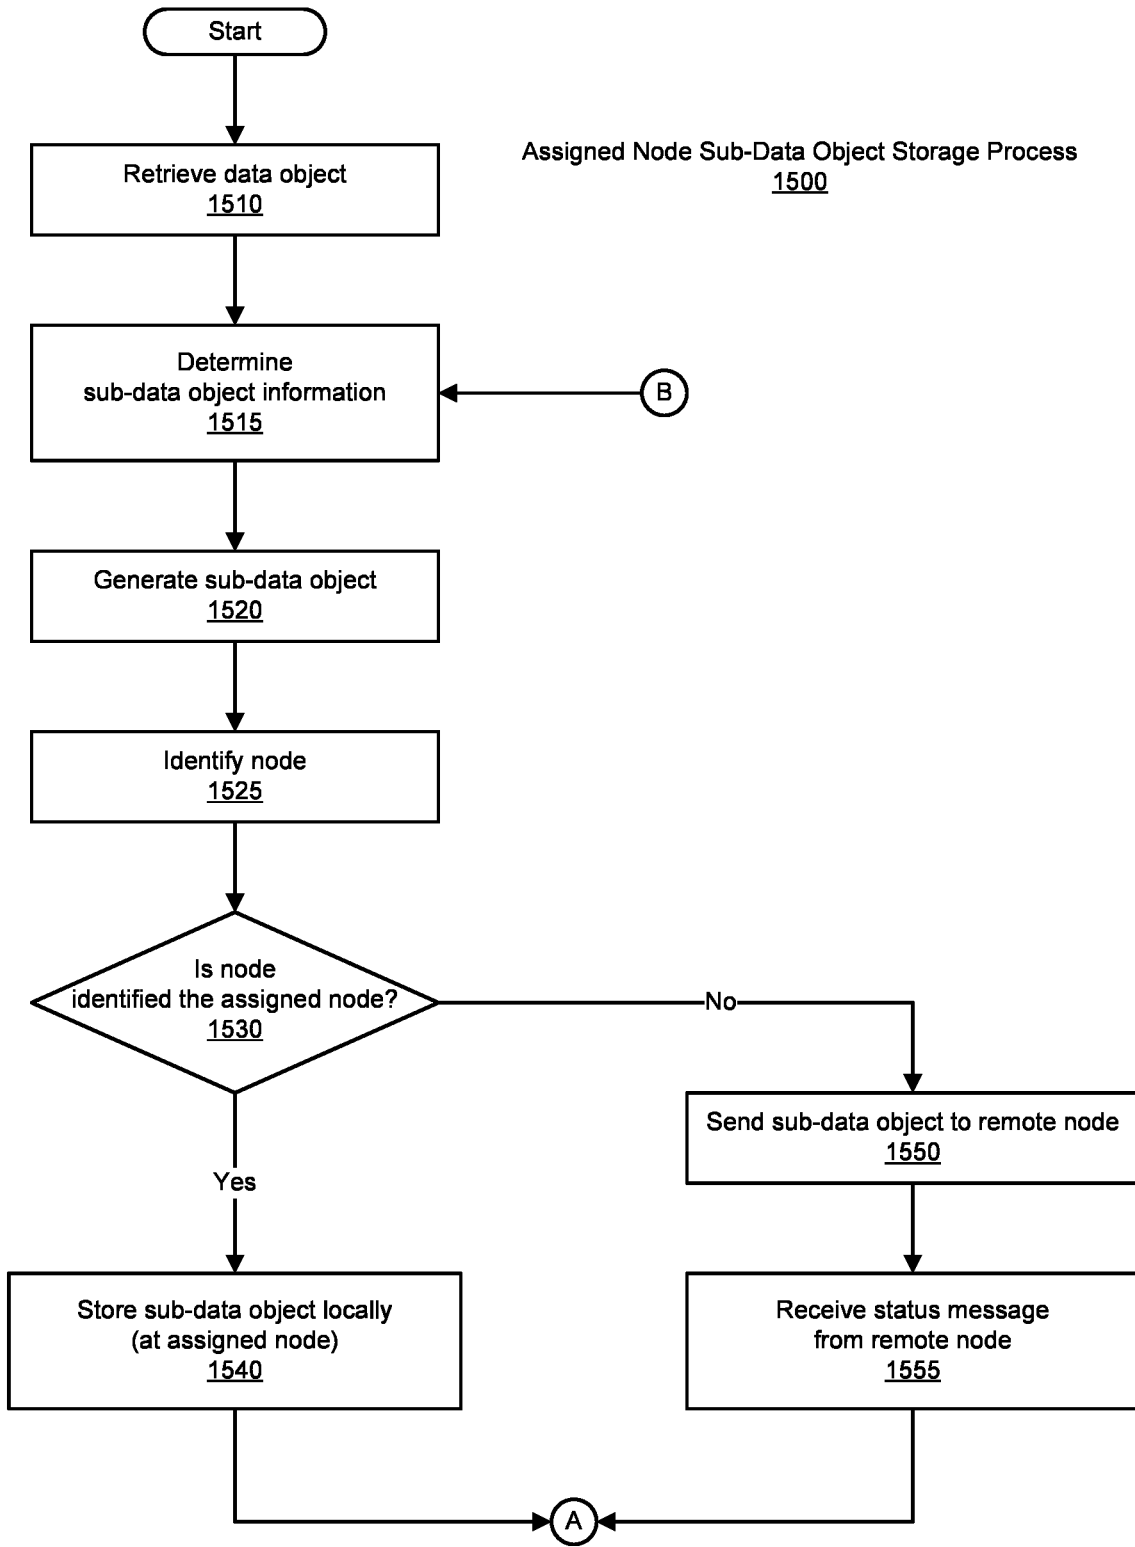 Start
Assigned Node Sub-Data Object Storage Process
1500
Retrieve data object
1510
Determine
sub-data object information
1515
B
Generate sub-data object
1520
Identify node
1525
Is node
identified the assigned node?
1530
No
Send sub-data object to remote node
1550
Yes
Store sub-data object locally
(at assigned node)
1540
Receive status message
from remote node
1555
A